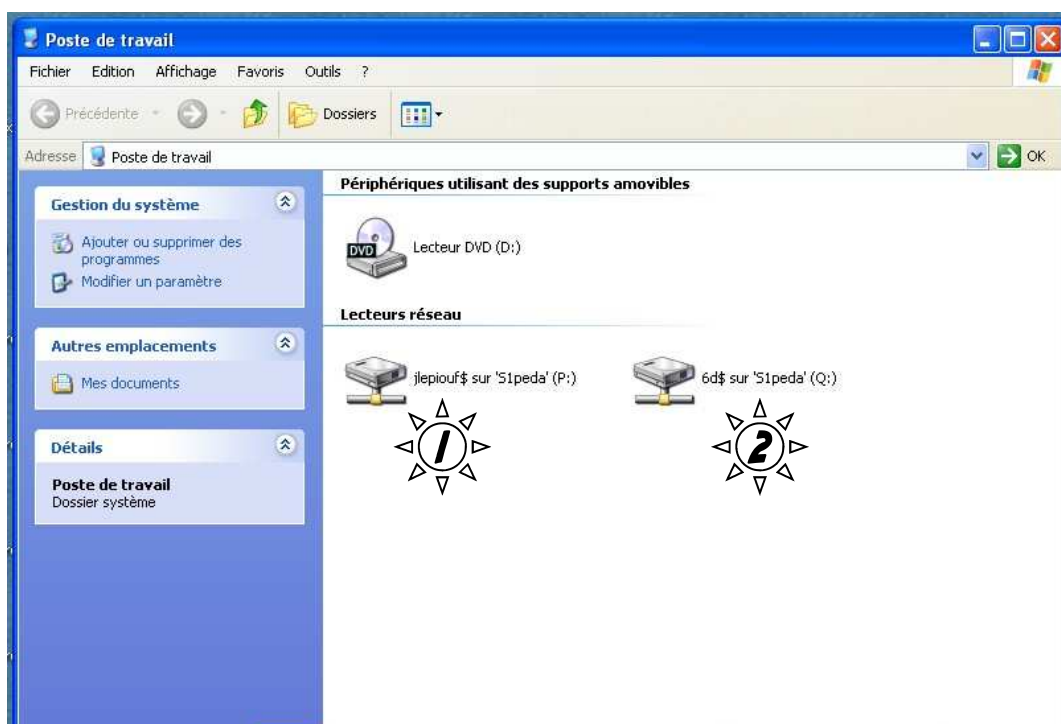 Poste de travail
Fichier Edition Affichage Favoris Outils ?
Précédente Dossiers
Adresse Poste de travail OK
Gestion du système
Ajouter ou supprimer des
programmes
Modifier un paramètre
Autres emplacements
Mes documents
Détails
Poste de travail
Dossier système
Périphériques utilisant des supports amovibles
DVD Lecteur DVD (D:)
Lecteurs réseau
jlepiouf$ sur 'S1peda' (P:) 6d$ sur 'S1peda' (Q:)
1 2